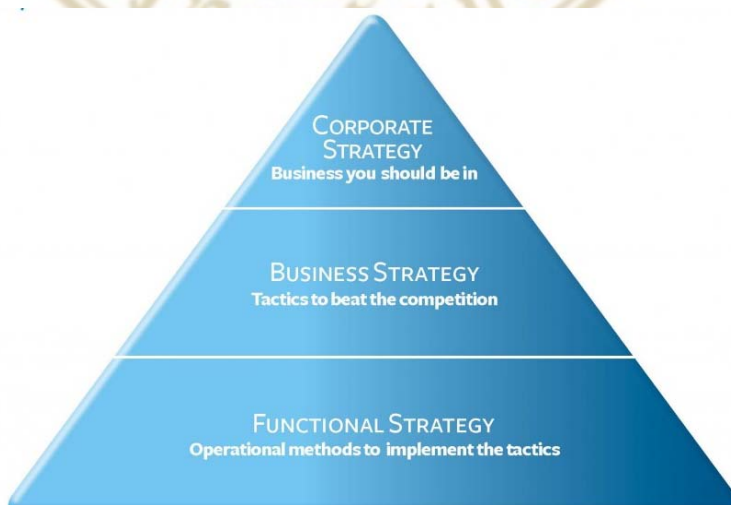 CORPORATE
STRATEGY
Business you should be in
BUSINESS STRATEGY
Tactics to beat the competition
FUNCTIONAL STRATEGY
Operational methods to implement the tactics